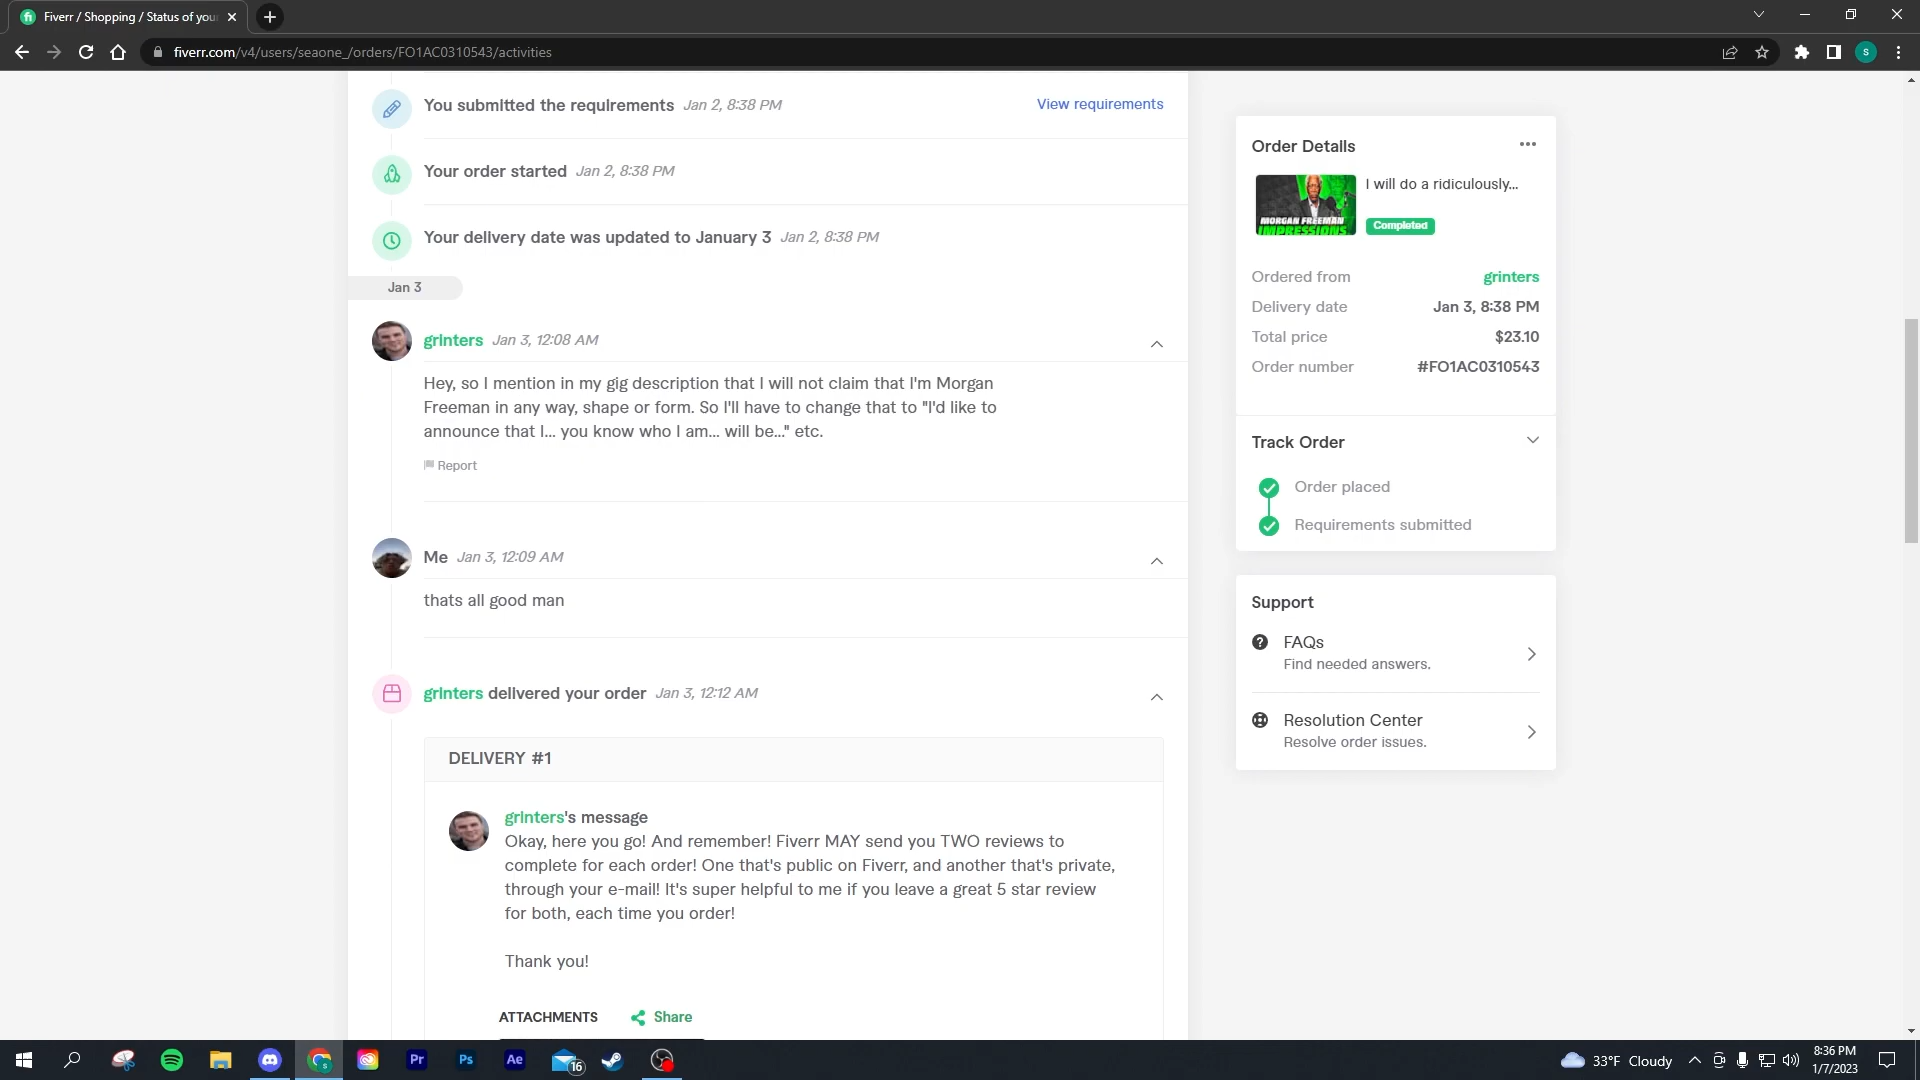 Fiverr / Shopping / Status of you
fiverr.com/v4/users/seaone_/orders/FO1AC0310543/activities
S
You submitted the requirements Jan 2, 8:38 PM
View requirements
Your order started Jan 2, 8:38 PM
Your delivery date was updated to January 3 Jan 2, 8:38 PM
Jan 3
grinters Jan 3, 12:08 AM
Hey, so I mention in my gig description that I will not claim that I'm Morgan
Freeman in any way, shape or form. So I'll have to change that to "I'd like to
announce that I... you know who I am... will be..." etc.
Report
Me Jan 3, 12:09 AM
thats all good man
grinters delivered your order Jan 3, 12:12 AM
DELIVERY #1
grinters's message
Okay, here you go! And remember! Fiverr MAY send you TWO reviews to
complete for each order! One that's public on Fiverr, and another that's private,
through your e-mail! It's super helpful to me if you leave a great 5 star review
for both, each time you order!
Thank you!
ATTACHMENTS
Share
Order Details
I will do a ridiculously...
MORGAN FREEMAN
IMPRESSIONS
Completed
Ordered from grinters
Delivery date Jan 3, 8:38 PM
Total price $23.10
Order number #FO1AC0310543
Track Order
Order placed
Requirements submitted
Support
FAQs
Find needed answers.
Resolution Center
Resolve order issues.
Pr
Ps
Ae
16
33°F Cloudy
8:36 PM
1/7/2023